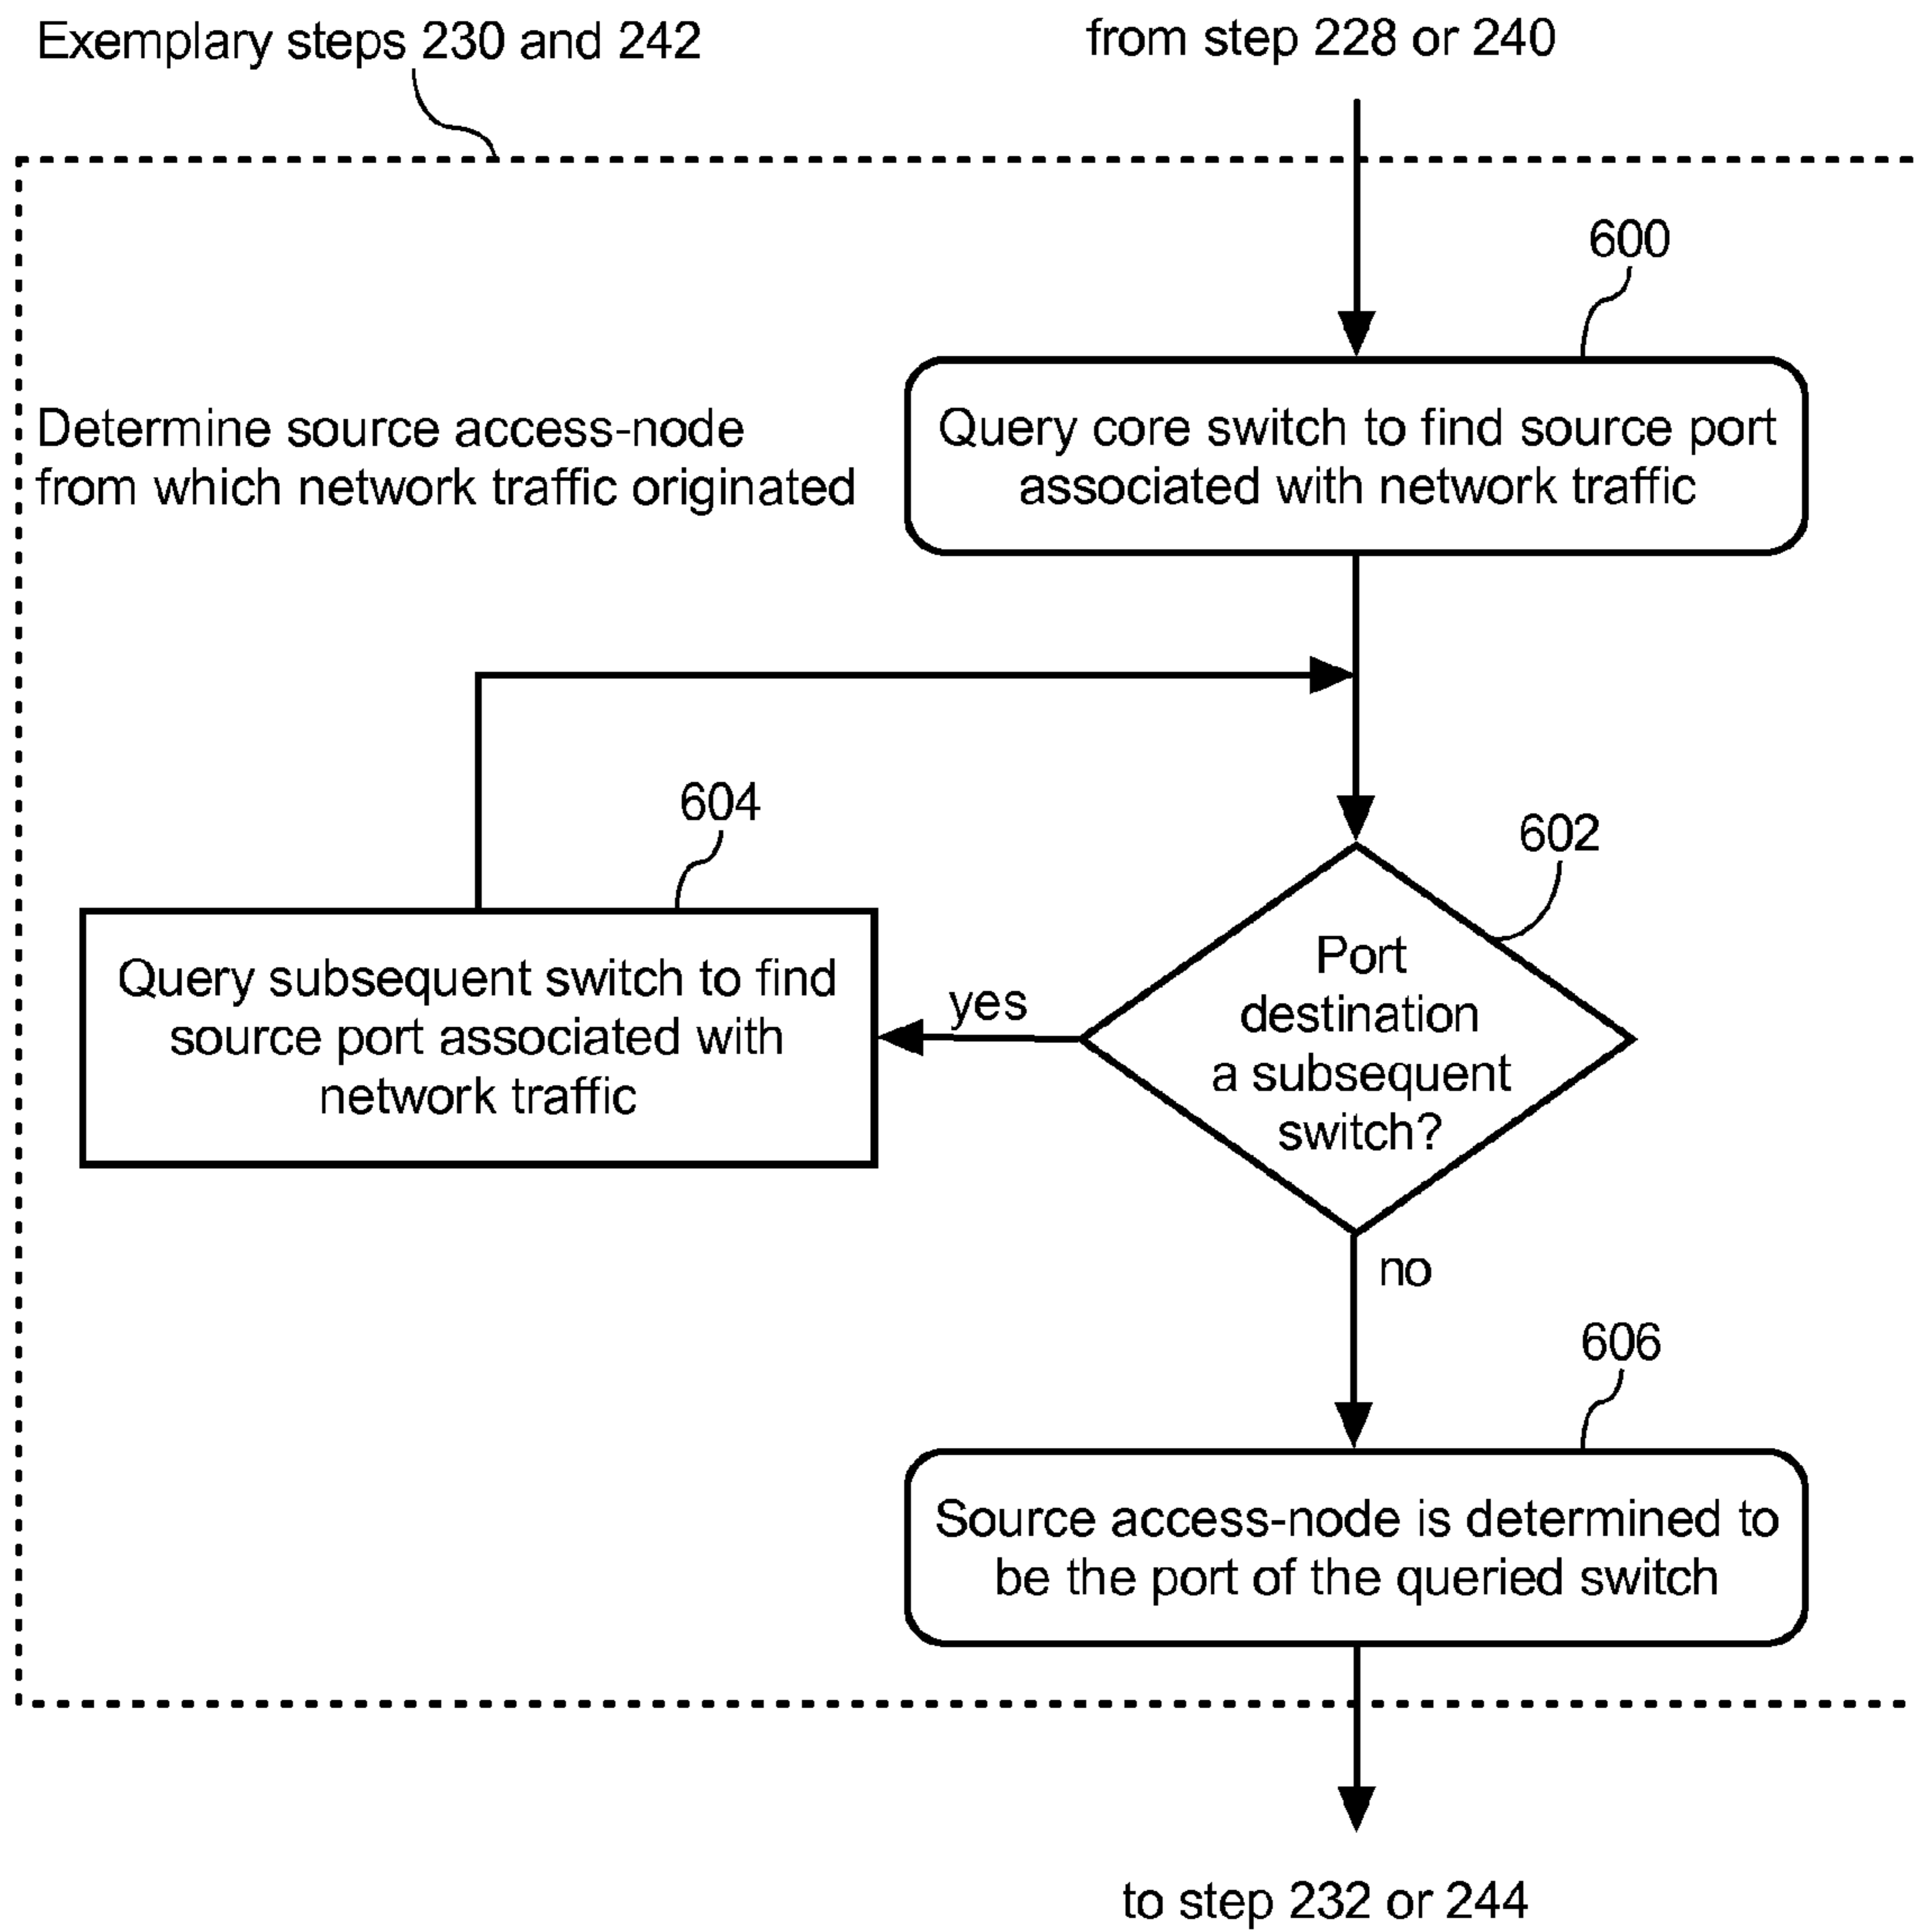 Exemplary steps 230 and 242
from step 228 or 240
600
Determine source access-node
from which network traffic originated
Query core switch to find source port
associated with network traffic
604
602
Query subsequent switch to find
source port associated with
network traffic
yes
Port
destination
a subsequent
switch?
no
606
Source access-node is determined to
be the port of the queried switch
to step 232 or 244